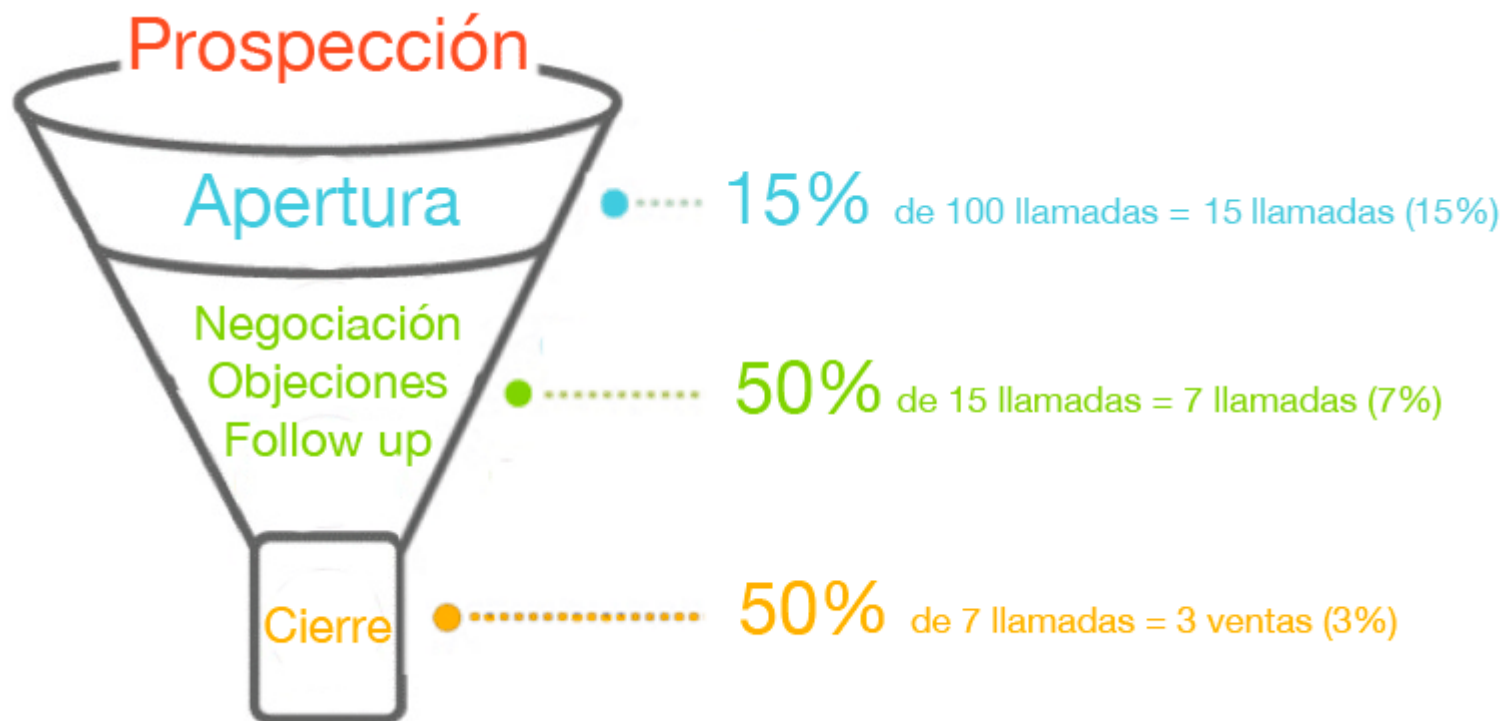 Prospección
Apertura
15% de 100 llamadas = 15 llamadas (15%)
Negociación
Objeciones
Follow up
50% de 15 llamadas = 7 llamadas (7%)
Cierre
50% de 7 llamadas = 3 ventas (3%)